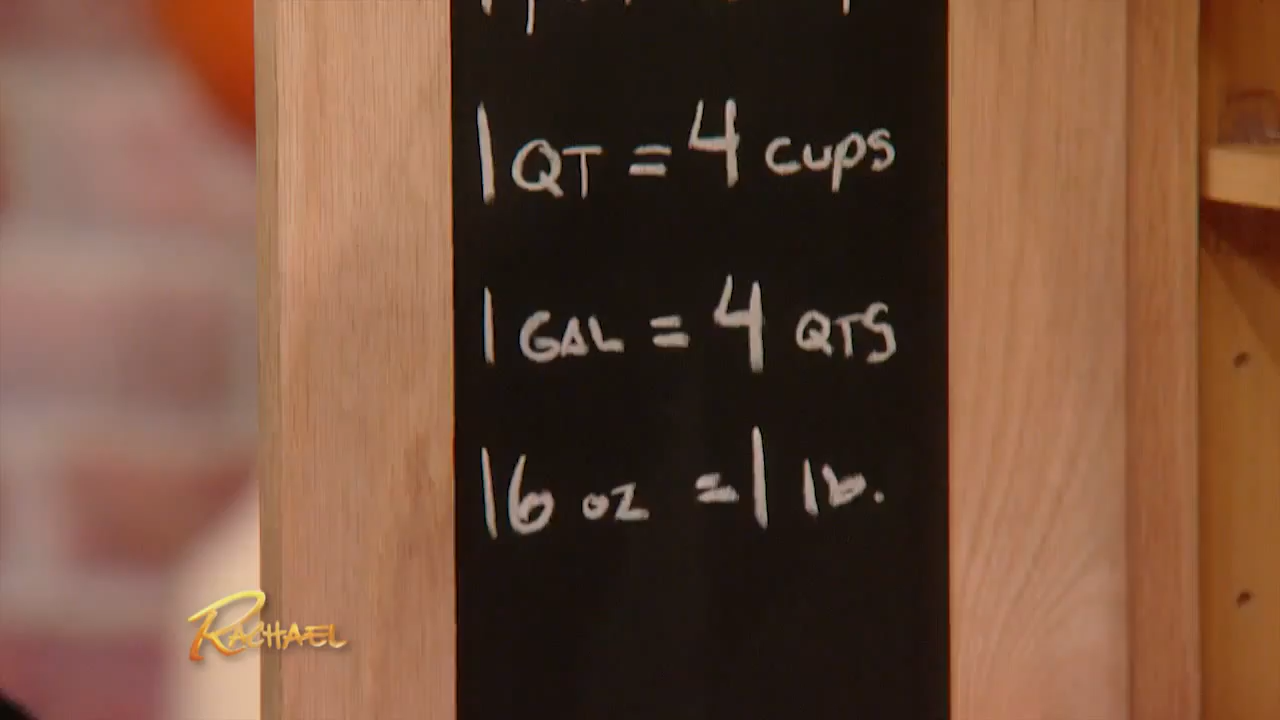 1 QT = 4 cups
1 GAL = 4 QTS
16 oz = 1 lb.
RACHAEL